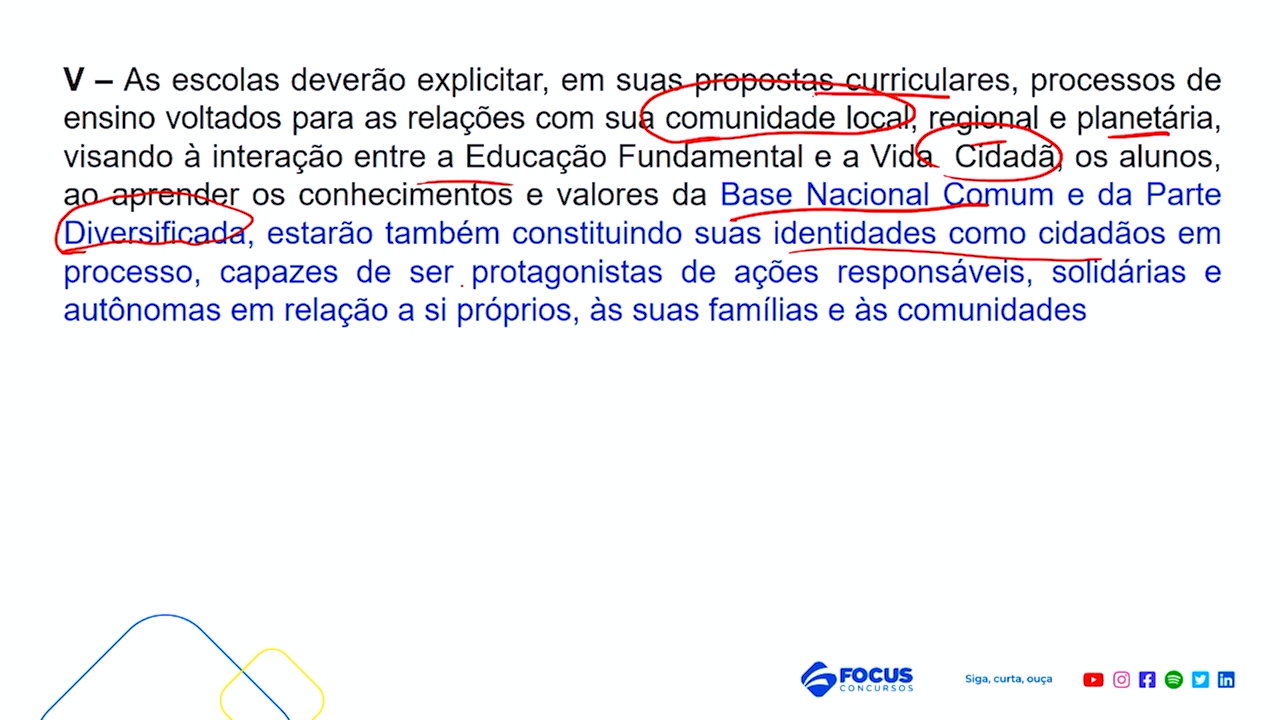 V – As escolas deverão explicitar, em suas propostas curriculares, processos de
ensino voltados para as relações com sua comunidade local, regional e planetária,
visando à interação entre a Educação Fundamental e a Vida Cidadã, os alunos,
ao aprender os conhecimentos e valores da Base Nacional Comum e da Parte
Diversificada, estarão também constituindo suas identidades como cidadãos em
processo, capazes de ser protagonistas de ações responsáveis, solidárias e
autônomas em relação a si próprios, às suas famílias e às comunidades
FOCUS
CONCURSOS
Siga, curta, ouça